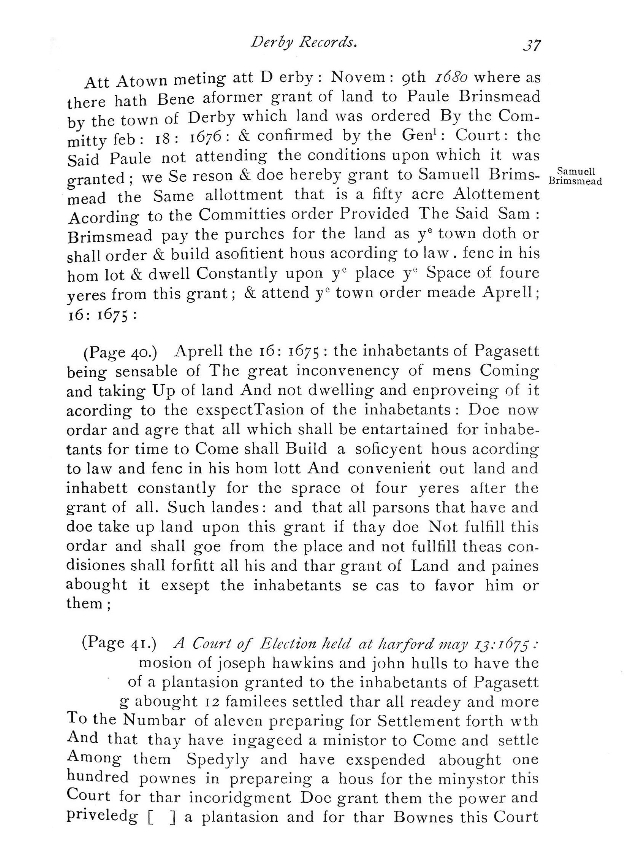 Derby Records. 37
Att Atown meting att D erby : Novem : 9th 1680 where as
there hath Bene aformer grant of land to Paule Brinsmead
by the town of Derby which land was ordered By the Com-
mitty feb : 18 : 1676 : & confirmed by the Genˡ : Court : the
Said Paule not attending the conditions upon which it was
granted ; we Se reson & doe hereby grant to Samuell Brims-
mead the Same allottment that is a fifty acre Alottement
Samuell
Brimsmead
Acording to the Committies order Provided The Said Sam :
Brimsmead pay the purches for the land as yᵉ town doth or
shall order & build asofitient hous acording to law . fenc in his
hom lot & dwell Constantly upon yᵉ place yᵉ Space of foure
yeres from this grant ; & attend yᵉ town order meade Aprell ;
16 : 1675 :
(Page 40.) Aprell the 16 : 1675 : the inhabetants of Pagasett
being sensable of The great inconvenency of mens Coming
and taking Up of land And not dwelling and enproveing of it
acording to the exspectTasion of the inhabetants : Doe now
ordar and agre that all which shall be entartained for inhabe-
tants for time to Come shall Build a soficyent hous acording
to law and fenc in his hom lott And convenient out land and
inhabett constantly for the sprace of four yeres after the
grant of all. Such landes : and that all parsons that have and
doe take up land upon this grant if thay doe Not fulfill this
ordar and shall goe from the place and not fullfill theas con-
disiones shall forfitt all his and thar grant of Land and paines
abought it exsept the inhabetants se cas to favor him or
them ;
(Page 41.) A Court of Election held at harford may 13:1675 :
mosion of joseph hawkins and john hulls to have the
of a plantasion granted to the inhabetants of Pagasett
g abought 12 familees settled thar all readey and more
To the Numbar of aleven preparing for Settlement forth wth
And that thay have ingageed a ministor to Come and settle
Among them Spedyly and have exspended abought one
hundred pownes in prepareing a hous for the minystor this
Court for thar incoridgment Doe grant them the power and
priveledg [ ] a plantasion and for thar Bownes this Court